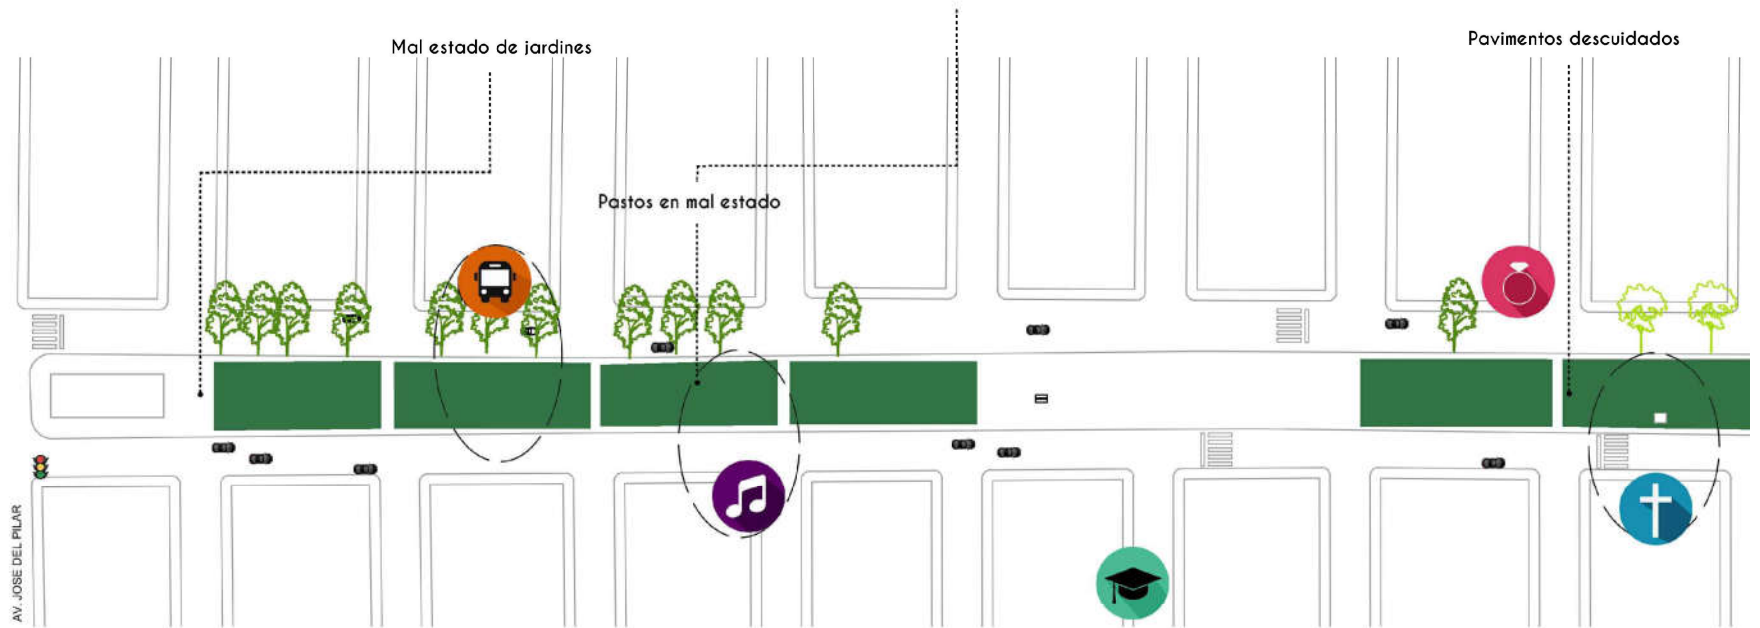 Mal estado de jardines
Pavimentos descuidados
Pastos en mal estado
AV. JOSE DEL PILAR